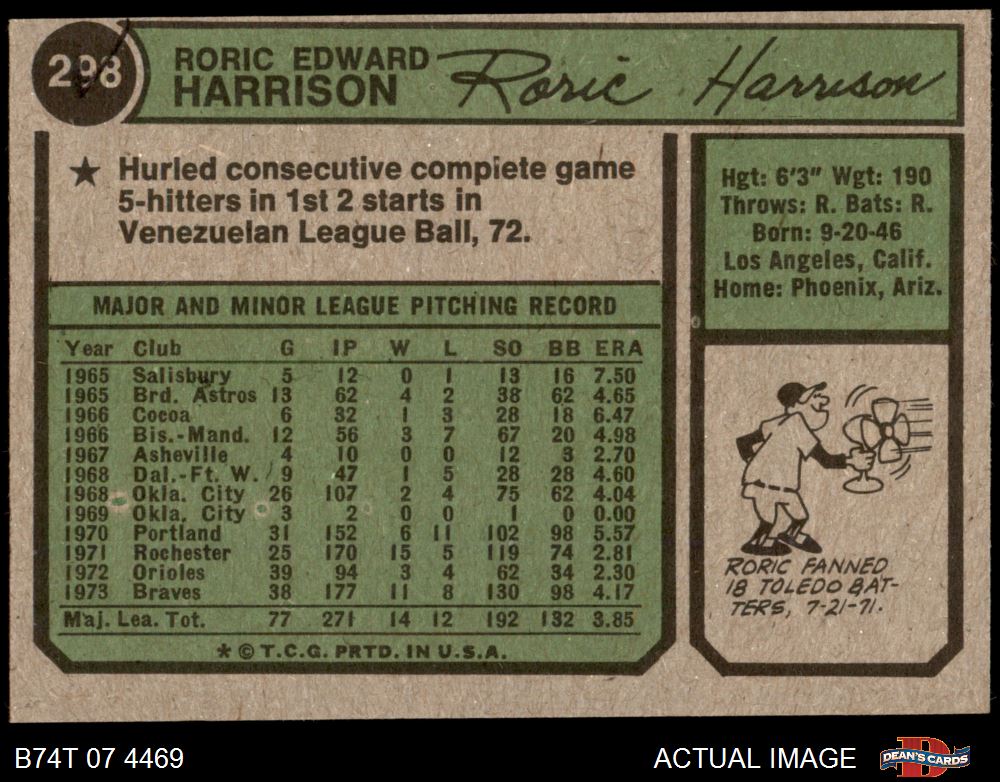 298
RORIC EDWARD
HARRISON
Roric Harrison
★ Hurled consecutive complete game
5-hitters in 1st 2 starts in
Venezuelan League Ball, 72.
Hgt: 6'3" Wgt: 190
Throws: R. Bats: R.
Born: 9-20-46
Los Angeles, Calif.
Home: Phoenix, Ariz.
MAJOR AND MINOR LEAGUE PITCHING RECORD
Year Club G IP W L SO BB ERA
1965 Salisbury 5 12 0 1 13 16 7.50
1965 Brd. Astros 13 62 4 2 38 62 4.65
1966 Cocoa 6 32 1 3 28 18 6.47
1966 Bis.-Mand. 12 56 3 7 67 20 4.98
1967 Asheville 4 10 0 0 12 3 2.70
1968 Dal.-Ft. W. 9 47 1 5 28 28 4.60
1968 Okla. City 26 107 2 4 75 62 4.04
1969 Okla. City 3 2 0 0 1 0 0.00
1970 Portland 31 152 6 11 102 98 5.57
1971 Rochester 25 170 15 5 119 74 2.81
1972 Orioles 39 94 3 4 62 34 2.30
1973 Braves 38 177 11 8 130 98 4.17
Maj. Lea. Tot. 77 271 14 12 192 132 3.85
* © T.C.G. PRTD. IN U.S.A.
RORIC FANNED
18 TOLEDO BAT-
TERS, 7-21-71.
B74T 07 4469
ACTUAL IMAGE
D
DEAN'S CARDS